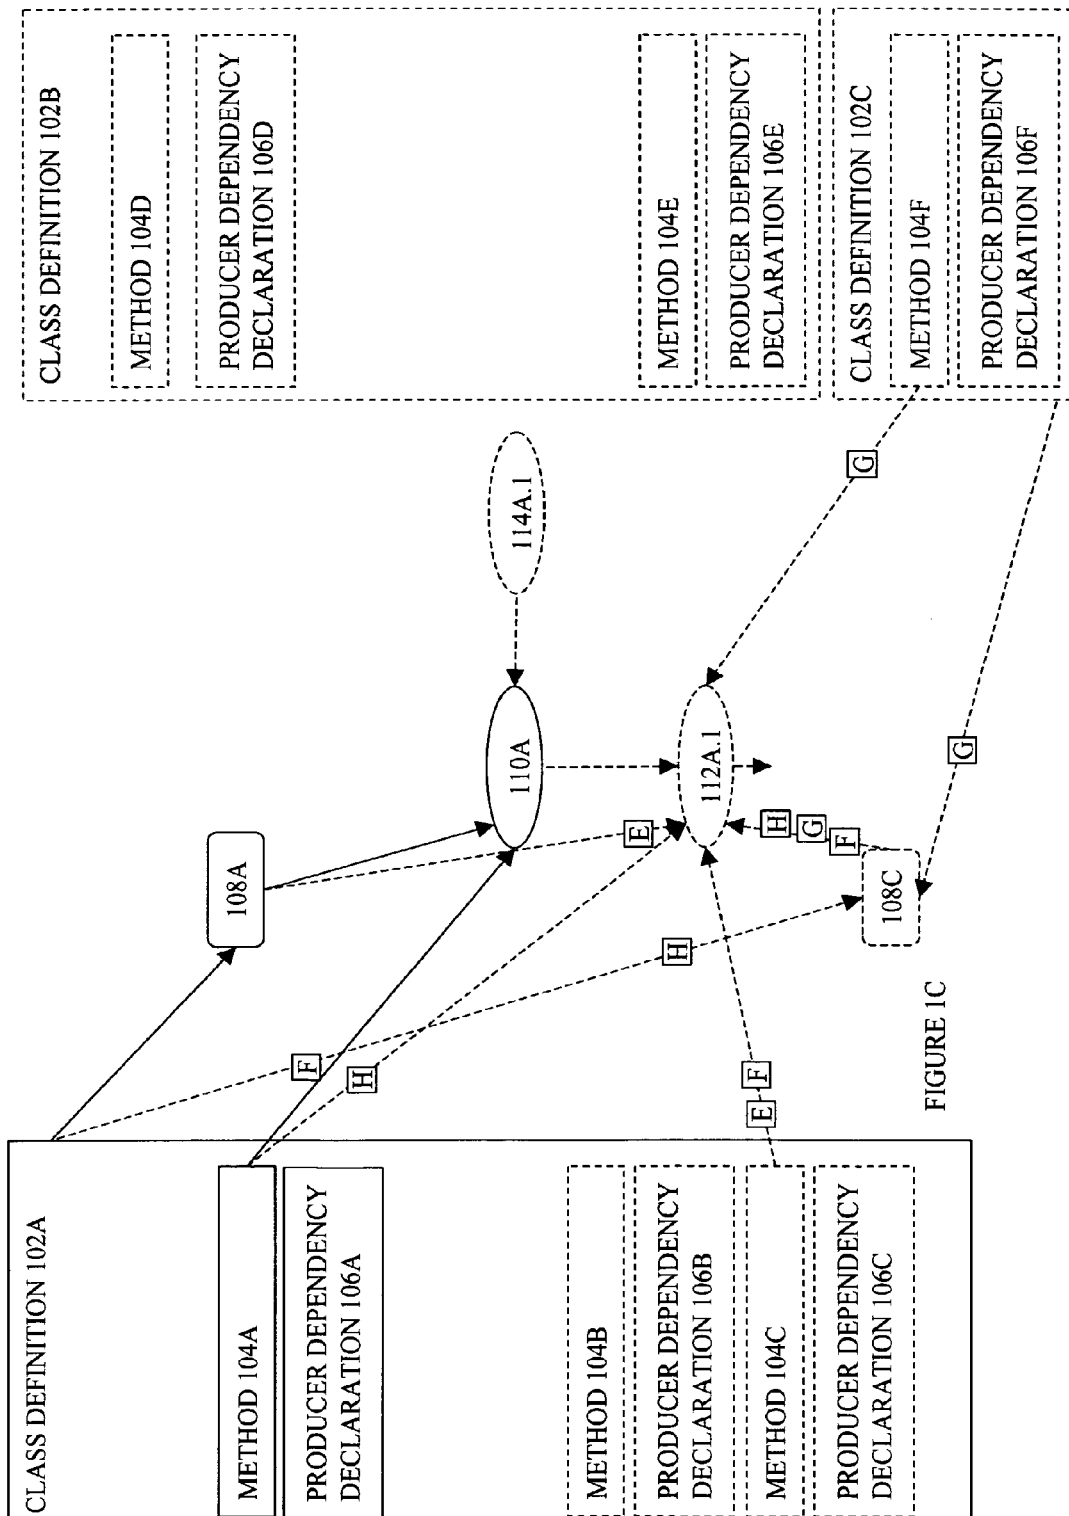 CLASS DEFINITION 102A
METHOD 104A
PRODUCER DEPENDENCY
DECLARATION 106A
METHOD 104B
PRODUCER DEPENDENCY
DECLARATION 106B
METHOD 104C
PRODUCER DEPENDENCY
DECLARATION 106C
108A
F
H
H
E
E
F
110A
114A.1
112A.1
H
G
F
108C
G
G
CLASS DEFINITION 102B
METHOD 104D
PRODUCER DEPENDENCY
DECLARATION 106D
METHOD 104E
PRODUCER DEPENDENCY
DECLARATION 106E
CLASS DEFINITION 102C
METHOD 104F
PRODUCER DEPENDENCY
DECLARATION 106F
FIGURE 1C